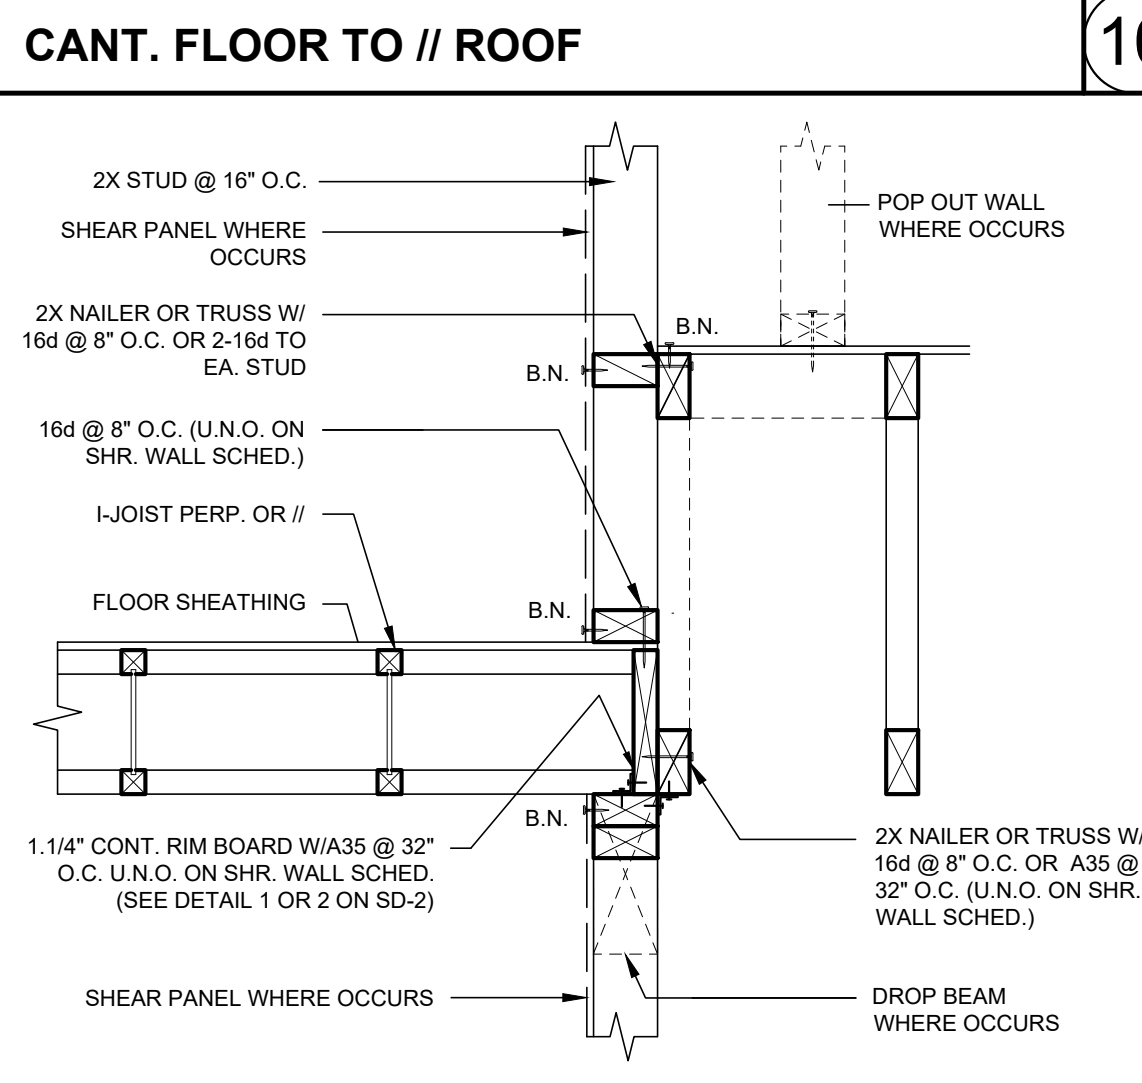 CANT. FLOOR TO // ROOF
2X STUD @ 16" O.C.
SHEAR PANEL WHERE
OCCURS
2X NAILER OR TRUSS W/
16d @ 8" O.C. OR 2-16d TO
EA. STUD
16d @ 8" O.C. (U.N.O. ON
SHR. WALL SCHED.)
I-JOIST PERP. OR //
FLOOR SHEATHING
1.1/4" CONT. RIM BOARD W/A35 @ 32"
O.C. U.N.O. ON SHR. WALL SCHED.
(SEE DETAIL 1 OR 2 ON SD-2)
SHEAR PANEL WHERE OCCURS
B.N.
B.N.
B.N.
B.N.
POP OUT WALL
WHERE OCCURS
2X NAILER OR TRUSS W/
16d @ 8" O.C. OR A35 @
32" O.C. (U.N.O. ON SHR.
WALL SCHED.)
DROP BEAM
WHERE OCCURS